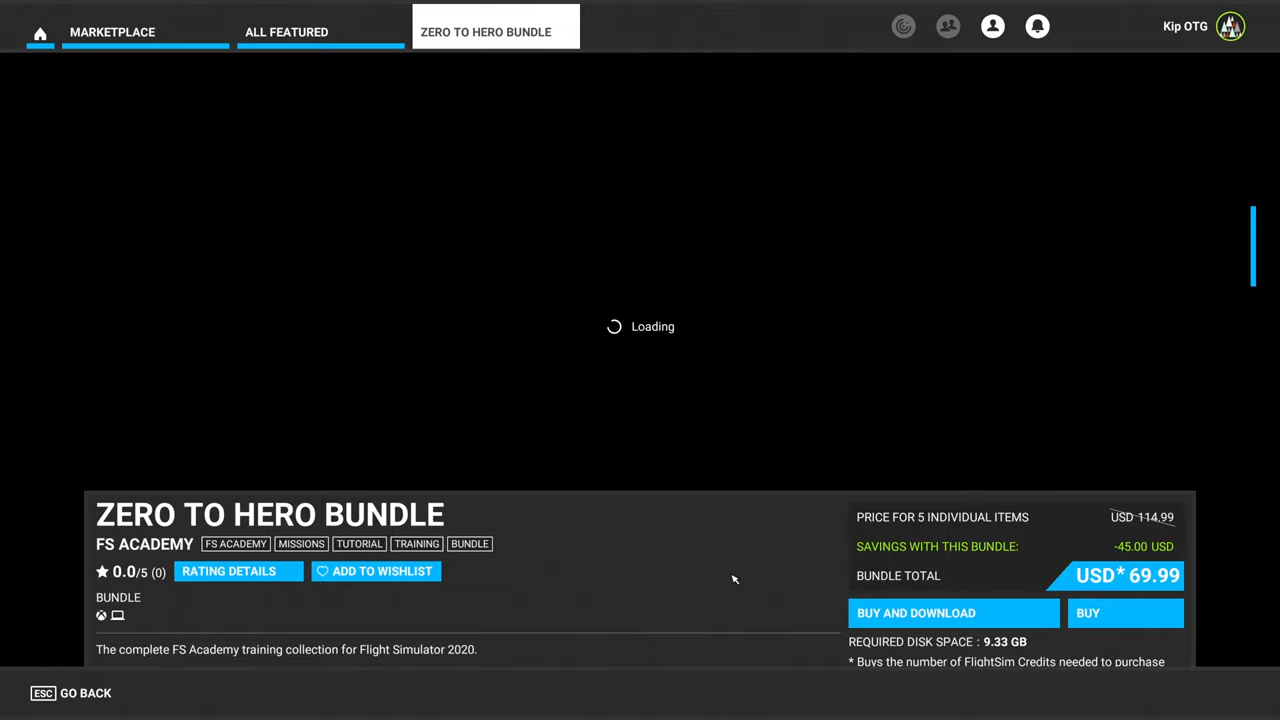 MARKETPLACE
ALL FEATURED
ZERO TO HERO BUNDLE
Kip OTG
Loading
ZERO TO HERO BUNDLE
FS ACADEMY
FS ACADEMY
MISSIONS
TUTORIAL
TRAINING
BUNDLE
0.0/5 (0)
RATING DETAILS
ADD TO WISHLIST
BUNDLE
The complete FS Academy training collection for Flight Simulator 2020.
PRICE FOR 5 INDIVIDUAL ITEMS
USD 114.99
SAVINGS WITH THIS BUNDLE:
-45.00 USD
BUNDLE TOTAL
USD* 69.99
BUY AND DOWNLOAD
BUY
REQUIRED DISK SPACE : 9.33 GB
* Buys the number of FlightSim Credits needed to purchase
ESC GO BACK